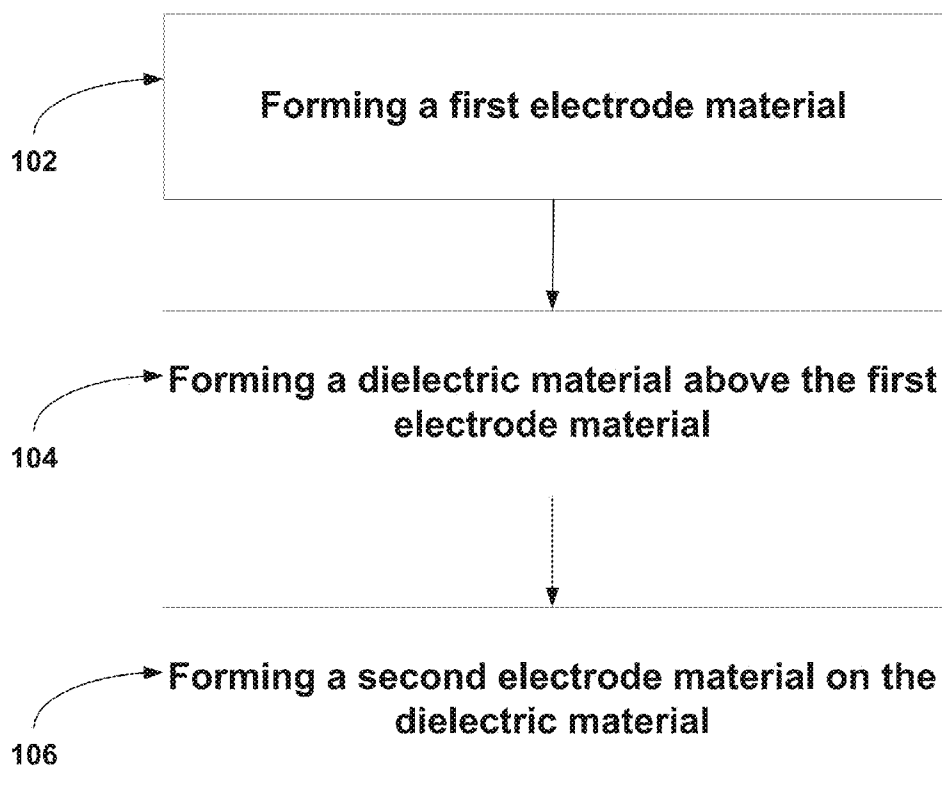 Forming a first electrode material
102
Forming a dielectric material above the first
electrode material
104
Forming a second electrode material on the
dielectric material
106